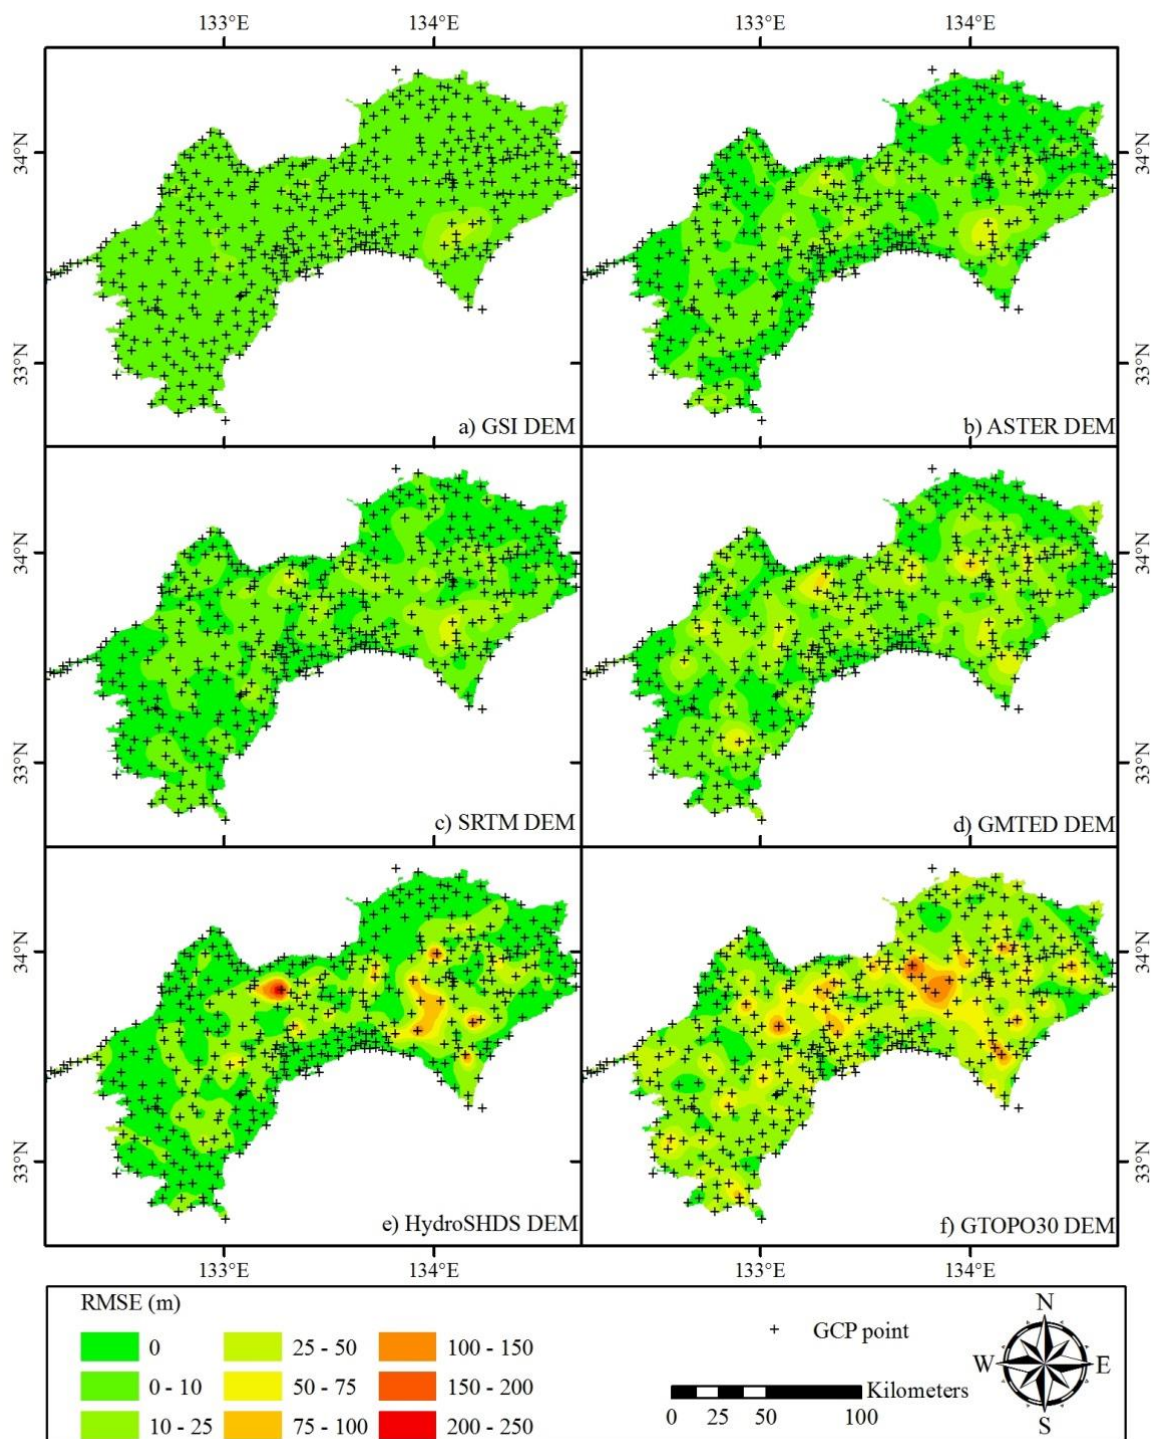 133°E 134°E 133°E 134°E
34°N 34°N
33°N 33°N
a) GSI DEM b) ASTER DEM
34°N 34°N
33°N 33°N
c) SRTM DEM d) GMTED DEM
34°N 34°N
33°N 33°N
e) HydroSHDS DEM f) GTOPO30 DEM
133°E 134°E 133°E 134°E
RMSE (m)
0 25 - 50 100 - 150
0 - 10 50 - 75 150 - 200
10 - 25 75 - 100 200 - 250
GCP point
Kilometers
0 25 50 100
N
W E
S